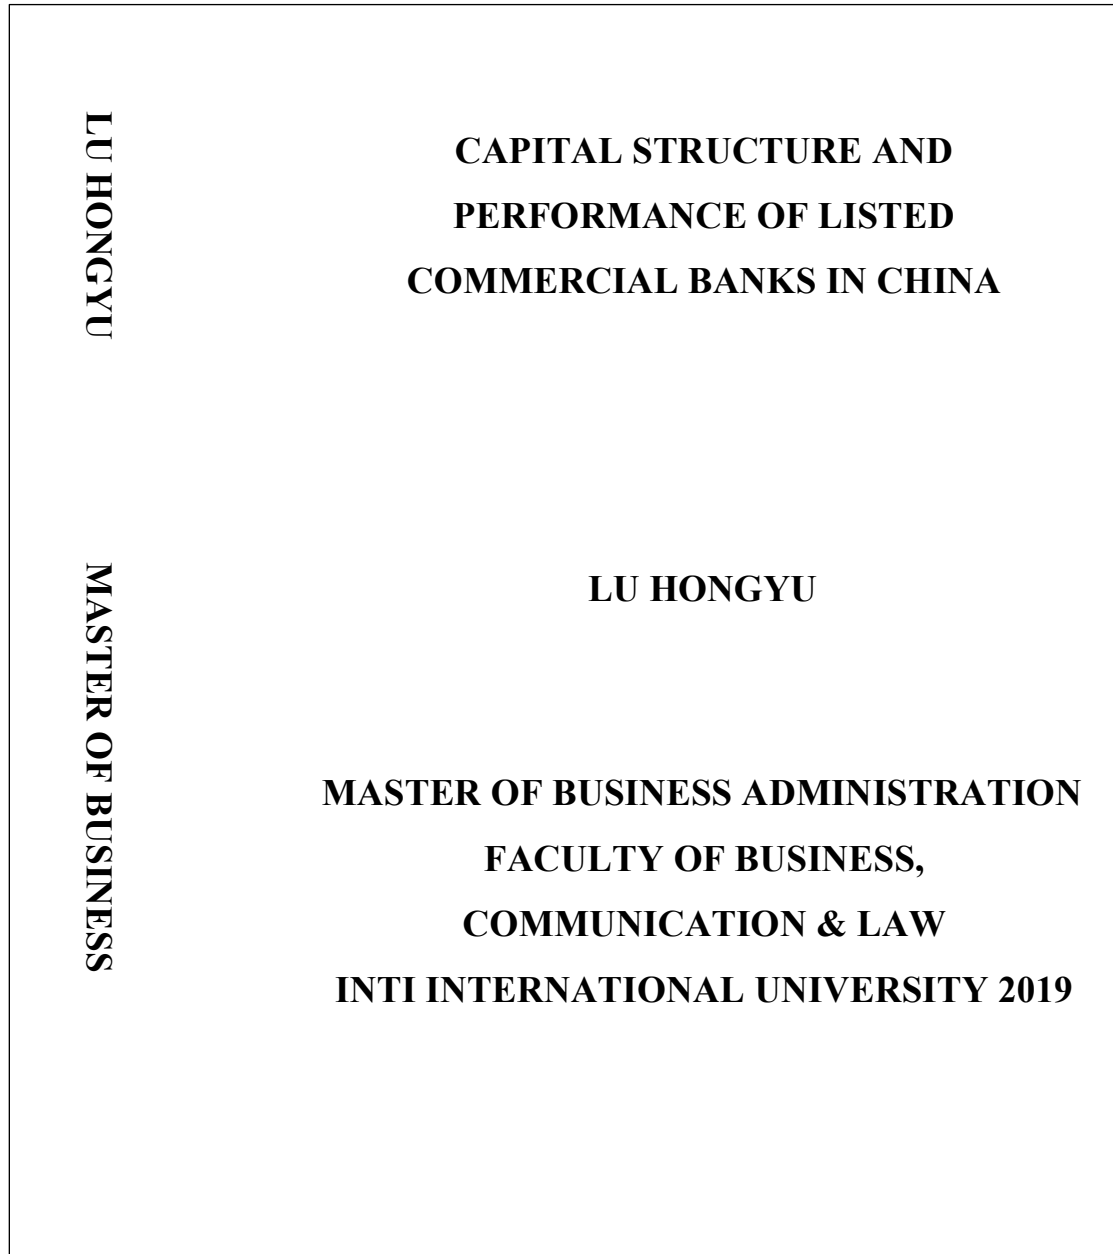 LU HONGYU
MASTER OF BUSINESS
CAPITAL STRUCTURE AND
PERFORMANCE OF LISTED
COMMERCIAL BANKS IN CHINA
LU HONGYU
MASTER OF BUSINESS ADMINISTRATION
FACULTY OF BUSINESS,
COMMUNICATION & LAW
INTI INTERNATIONAL UNIVERSITY 2019